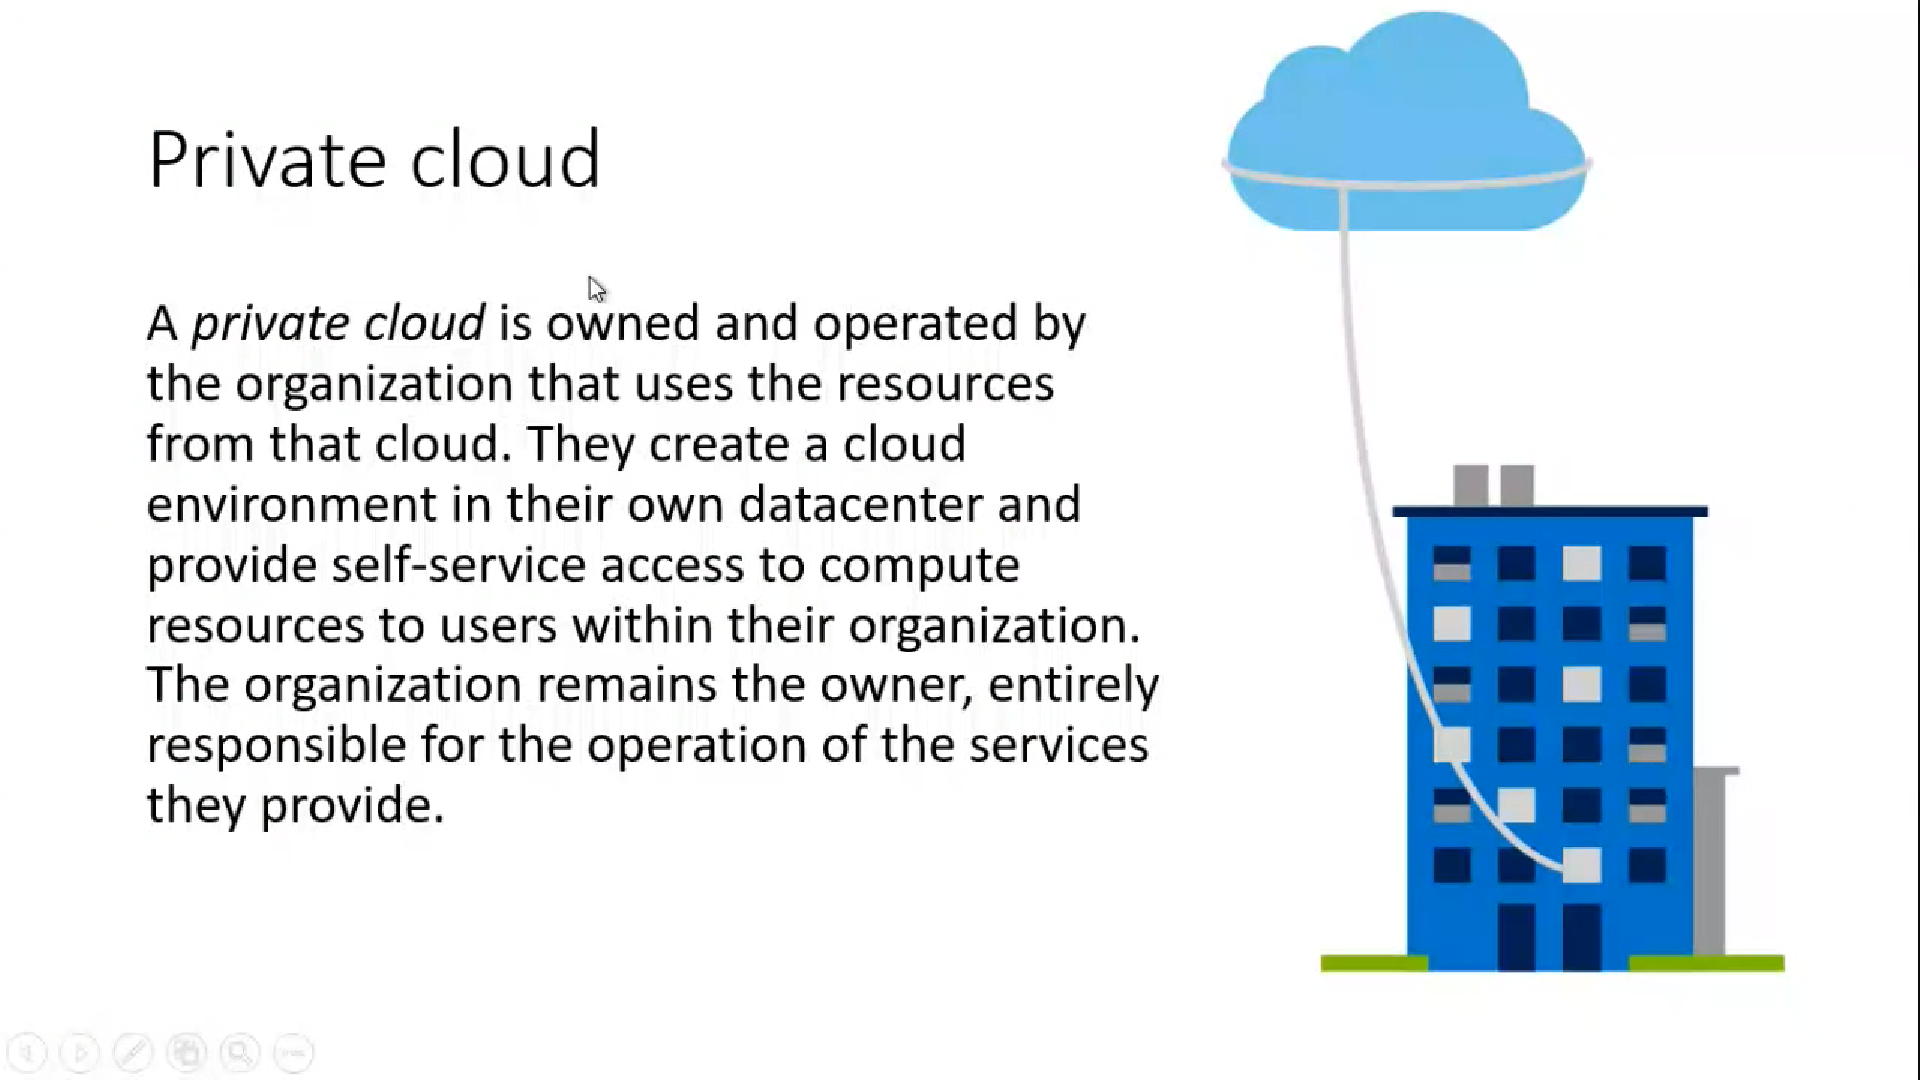 Private cloud
A private cloud is owned and operated by
the organization that uses the resources
from that cloud. They create a cloud
environment in their own datacenter and
provide self-service access to compute
resources to users within their organization.
The organization remains the owner, entirely
responsible for the operation of the services
they provide.